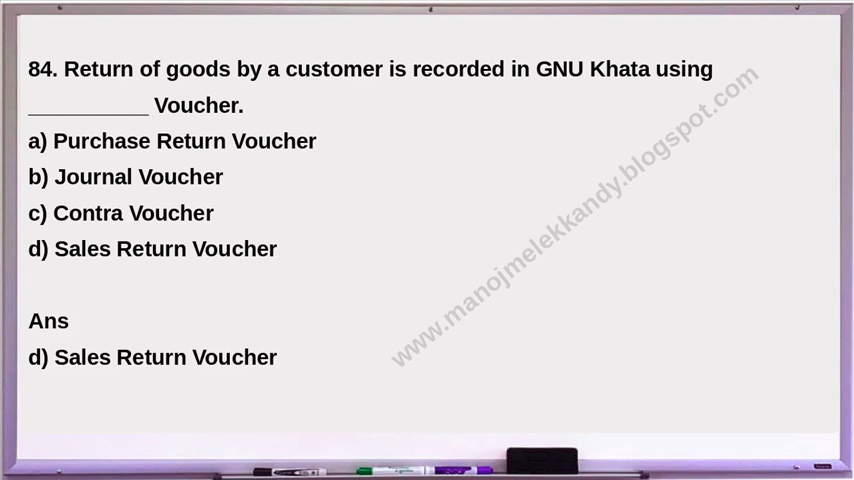 84. Return of goods by a customer is recorded in GNU Khata using
__________ Voucher.
a) Purchase Return Voucher
b) Journal Voucher
c) Contra Voucher
d) Sales Return Voucher
Ans
d) Sales Return Voucher
www.manojmelekkandy.blogspot.com